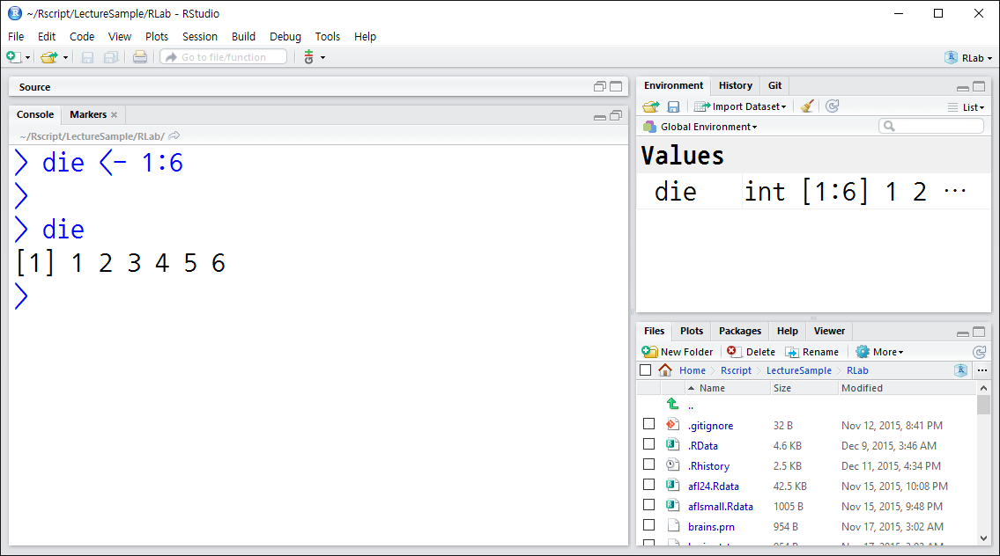 ~/Rscript/LectureSample/RLab - RStudio
File Edit Code View Plots Session Build Debug Tools Help
Go to file/function
RLab
Source
Console Markers
~/Rscript/LectureSample/RLab/
> die <- 1:6
>
> die
[1] 1 2 3 4 5 6
>
Environment History Git
Import Dataset
List
Global Environment
Values
die int [1:6] 1 2 ...
Files Plots Packages Help Viewer
New Folder Delete Rename More
Home Rscript LectureSample RLab ...
Name Size Modified
..
.gitignore 32 B Nov 12, 2015, 8:41 PM
.RData 4.6 KB Dec 9, 2015, 3:46 AM
.Rhistory 2.5 KB Dec 11, 2015, 4:34 PM
afl24.Rdata 42.5 KB Nov 15, 2015, 10:08 PM
aflsmall.Rdata 1005 B Nov 15, 2015, 9:48 PM
brains.prn 954 B Nov 17, 2015, 3:02 AM